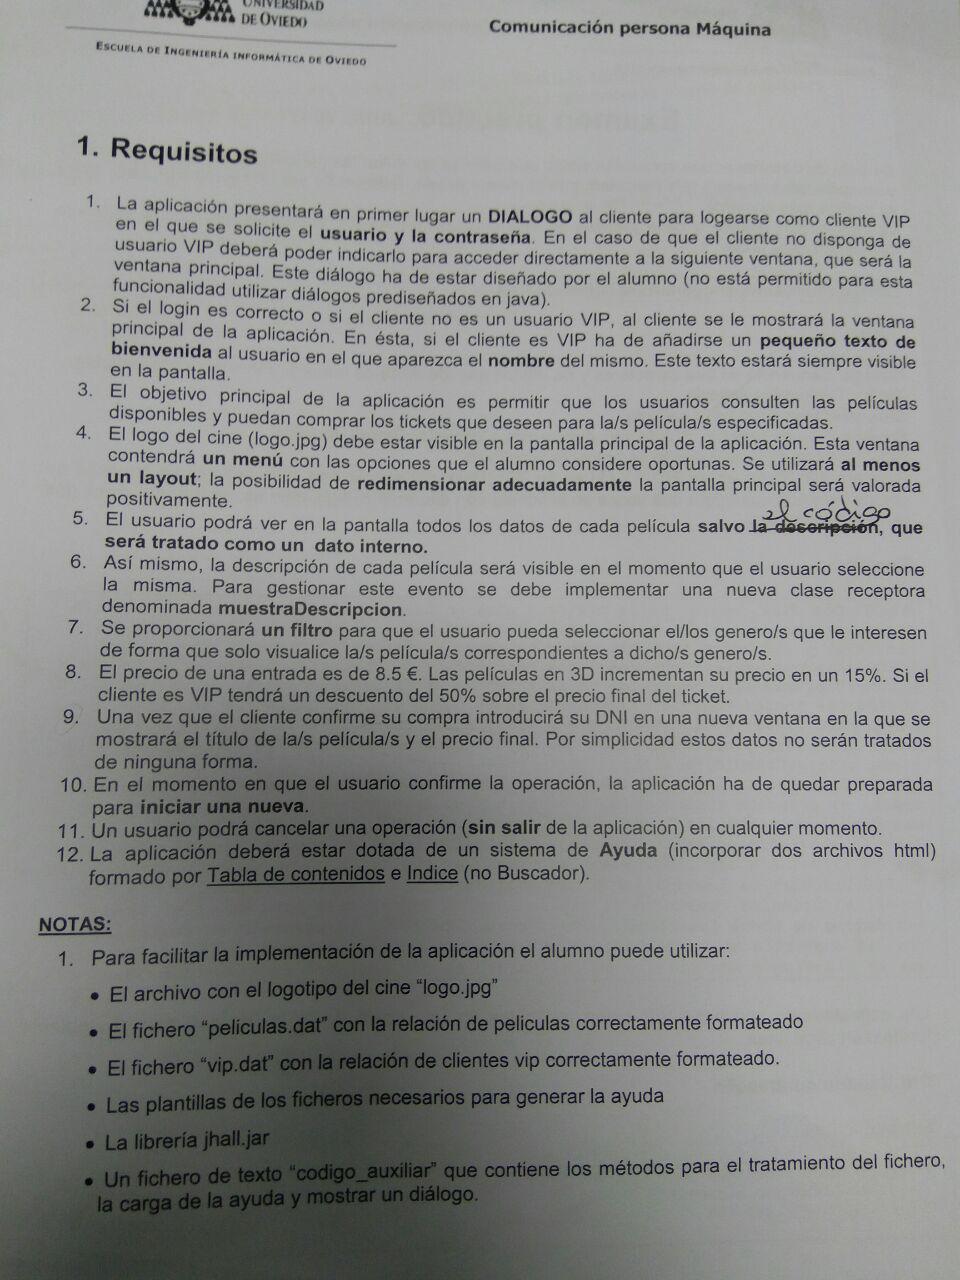 UNIVERSIDAD
DE OVIEDO
Comunicación persona Máquina
ESCUELA DE INGENIERÍA INFORMÁTICA DE OVIEDO
1. Requisitos
1. La aplicación presentará en primer lugar un DIALOGO al cliente para logearse como cliente VIP
en el que se solicite el usuario y la contraseña. En el caso de que el cliente no disponga de
usuario VIP deberá poder indicarlo para acceder directamente a la siguiente ventana, que será la
ventana principal. Este diálogo ha de estar diseñado por el alumno (no está permitido para esta
funcionalidad utilizar diálogos prediseñados en java).
2. Si el login es correcto o si el cliente no es un usuario VIP, al cliente se le mostrará la ventana
principal de la aplicación. En ésta, si el cliente es VIP ha de añadirse un pequeño texto de
bienvenida al usuario en el que aparezca el nombre del mismo. Este texto estará siempre visible
en la pantalla.
3. El objetivo principal de la aplicación es permitir que los usuarios consulten las películas
disponibles y puedan comprar los tickets que deseen para la/s película/s especificadas.
4. El logo del cine (logo.jpg) debe estar visible en la pantalla principal de la aplicación. Esta ventana
contendrá un menú con las opciones que el alumno considere oportunas. Se utilizará al menos
un layout; la posibilidad de redimensionar adecuadamente la pantalla principal será valorada
positivamente.
el código
5. El usuario podrá ver en la pantalla todos los datos de cada película salvo la descripción, que
será tratado como un dato interno.
6. Así mismo, la descripción de cada película será visible en el momento que el usuario seleccione
la misma. Para gestionar este evento se debe implementar una nueva clase receptora
denominada muestraDescripcion.
7. Se proporcionará un filtro para que el usuario pueda seleccionar el/los genero/s que le interesen
de forma que solo visualice la/s película/s correspondientes a dicho/s genero/s.
8. El precio de una entrada es de 8.5 €. Las películas en 3D incrementan su precio en un 15%. Si el
cliente es VIP tendrá un descuento del 50% sobre el precio final del ticket.
9. Una vez que el cliente confirme su compra introducirá su DNI en una nueva ventana en la que se
mostrará el título de la/s película/s y el precio final. Por simplicidad estos datos no serán tratados
de ninguna forma.
10. En el momento en que el usuario confirme la operación, la aplicación ha de quedar preparada
para iniciar una nueva.
11. Un usuario podrá cancelar una operación (sin salir de la aplicación) en cualquier momento.
12. La aplicación deberá estar dotada de un sistema de Ayuda (incorporar dos archivos html)
formado por Tabla de contenidos e Indice (no Buscador).
NOTAS:
1. Para facilitar la implementación de la aplicación el alumno puede utilizar:
• El archivo con el logotipo del cine “logo.jpg”
• El fichero “películas.dat” con la relación de peliculas correctamente formateado
• El fichero “vip.dat” con la relación de clientes vip correctamente formateado.
• Las plantillas de los ficheros necesarios para generar la ayuda
• La librería jhall.jar
• Un fichero de texto “codigo_auxiliar” que contiene los métodos para el tratamiento del fichero,
la carga de la ayuda y mostrar un diálogo.